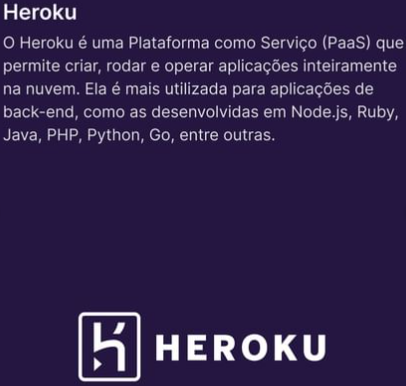 Heroku
O Heroku é uma Plataforma como Serviço (PaaS) que
permite criar, rodar e operar aplicações inteiramente
na nuvem. Ela é mais utilizada para aplicações de
back-end, como as desenvolvidas em Node.js, Ruby,
Java, PHP, Python, Go, entre outras.
HEROKU